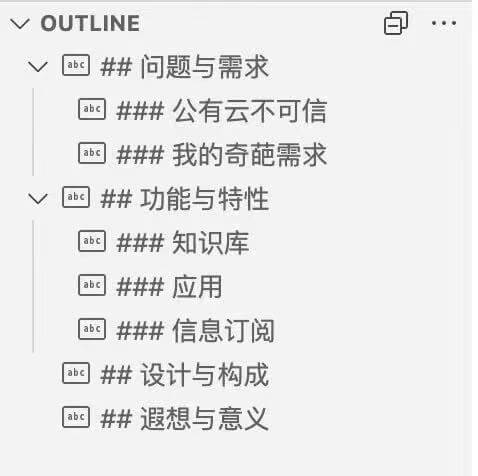 OUTLINE
abc ## 问题与需求
abc ### 公有云不可信
abc ### 我的奇葩需求
abc ## 功能与特性
abc ### 知识库
abc ### 应用
abc ### 信息订阅
abc ## 设计与构成
abc ## 遐想与意义